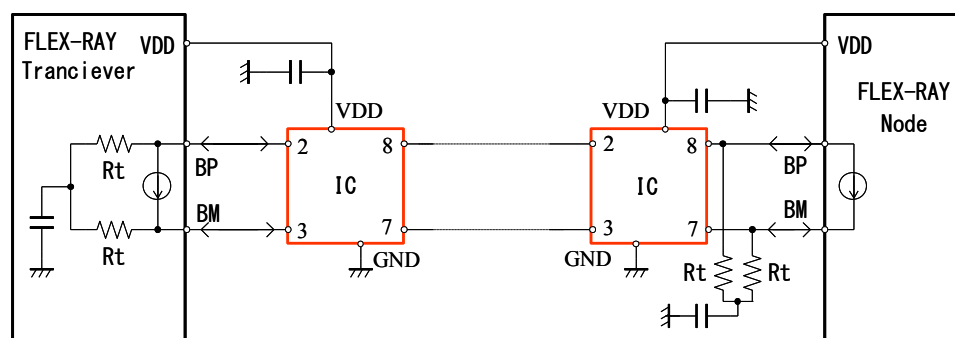 FLEX-RAY
Tranciever
VDD
VDD
FLEX-RAY
Node
VDD
VDD
Rt
BP
2
8
IC
2
8
IC
BP
BM
3
7
3
7
BM
Rt
GND
GND
Rt
Rt